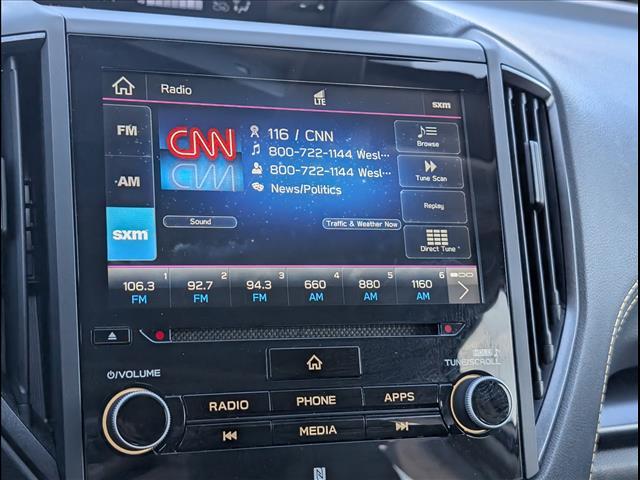 Radio
LTE
sxm
FM
AM
sxm
CNN
116 / CNN
800-722-1144 Wesl...
800-722-1144 Wesl...
News/Politics
Browse
Tune Scan
Replay
Direct Tune
Sound
Traffic & Weather Now
1 2 3 4 5 6
106.3 92.7 94.3 660 880 1160
FM FM FM AM AM AM
VOLUME
TUNE/SCROLL
RADIO PHONE APPS
MEDIA